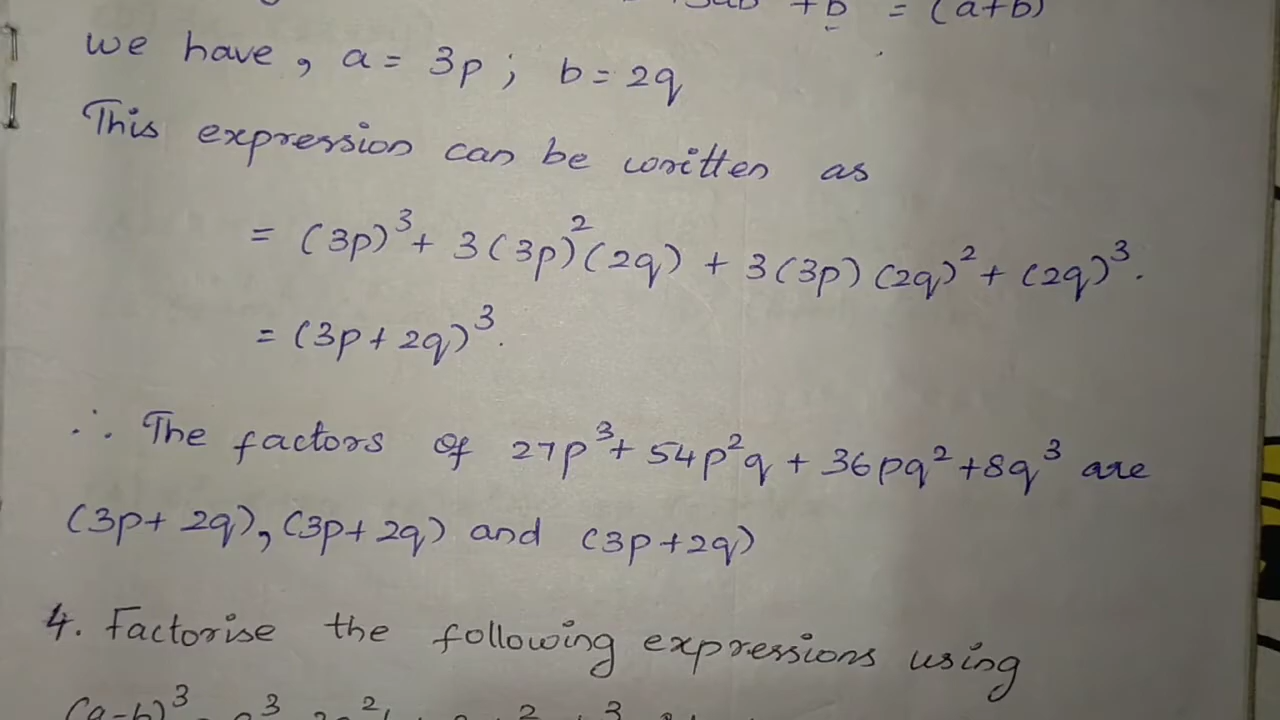 +b = (a+b)
we have, a = 3p ; b = 2q
This expression can be written as
= (3p)³ + 3(3p)²(2q) + 3(3p)(2q)² + (2q)³.
= (3p + 2q)³.
∴ The factors of 27p³ + 54p²q + 36pq² + 8q³ are
(3p + 2q), (3p + 2q) and (3p + 2q)
4. Factorise the following expressions using
(a-b)³